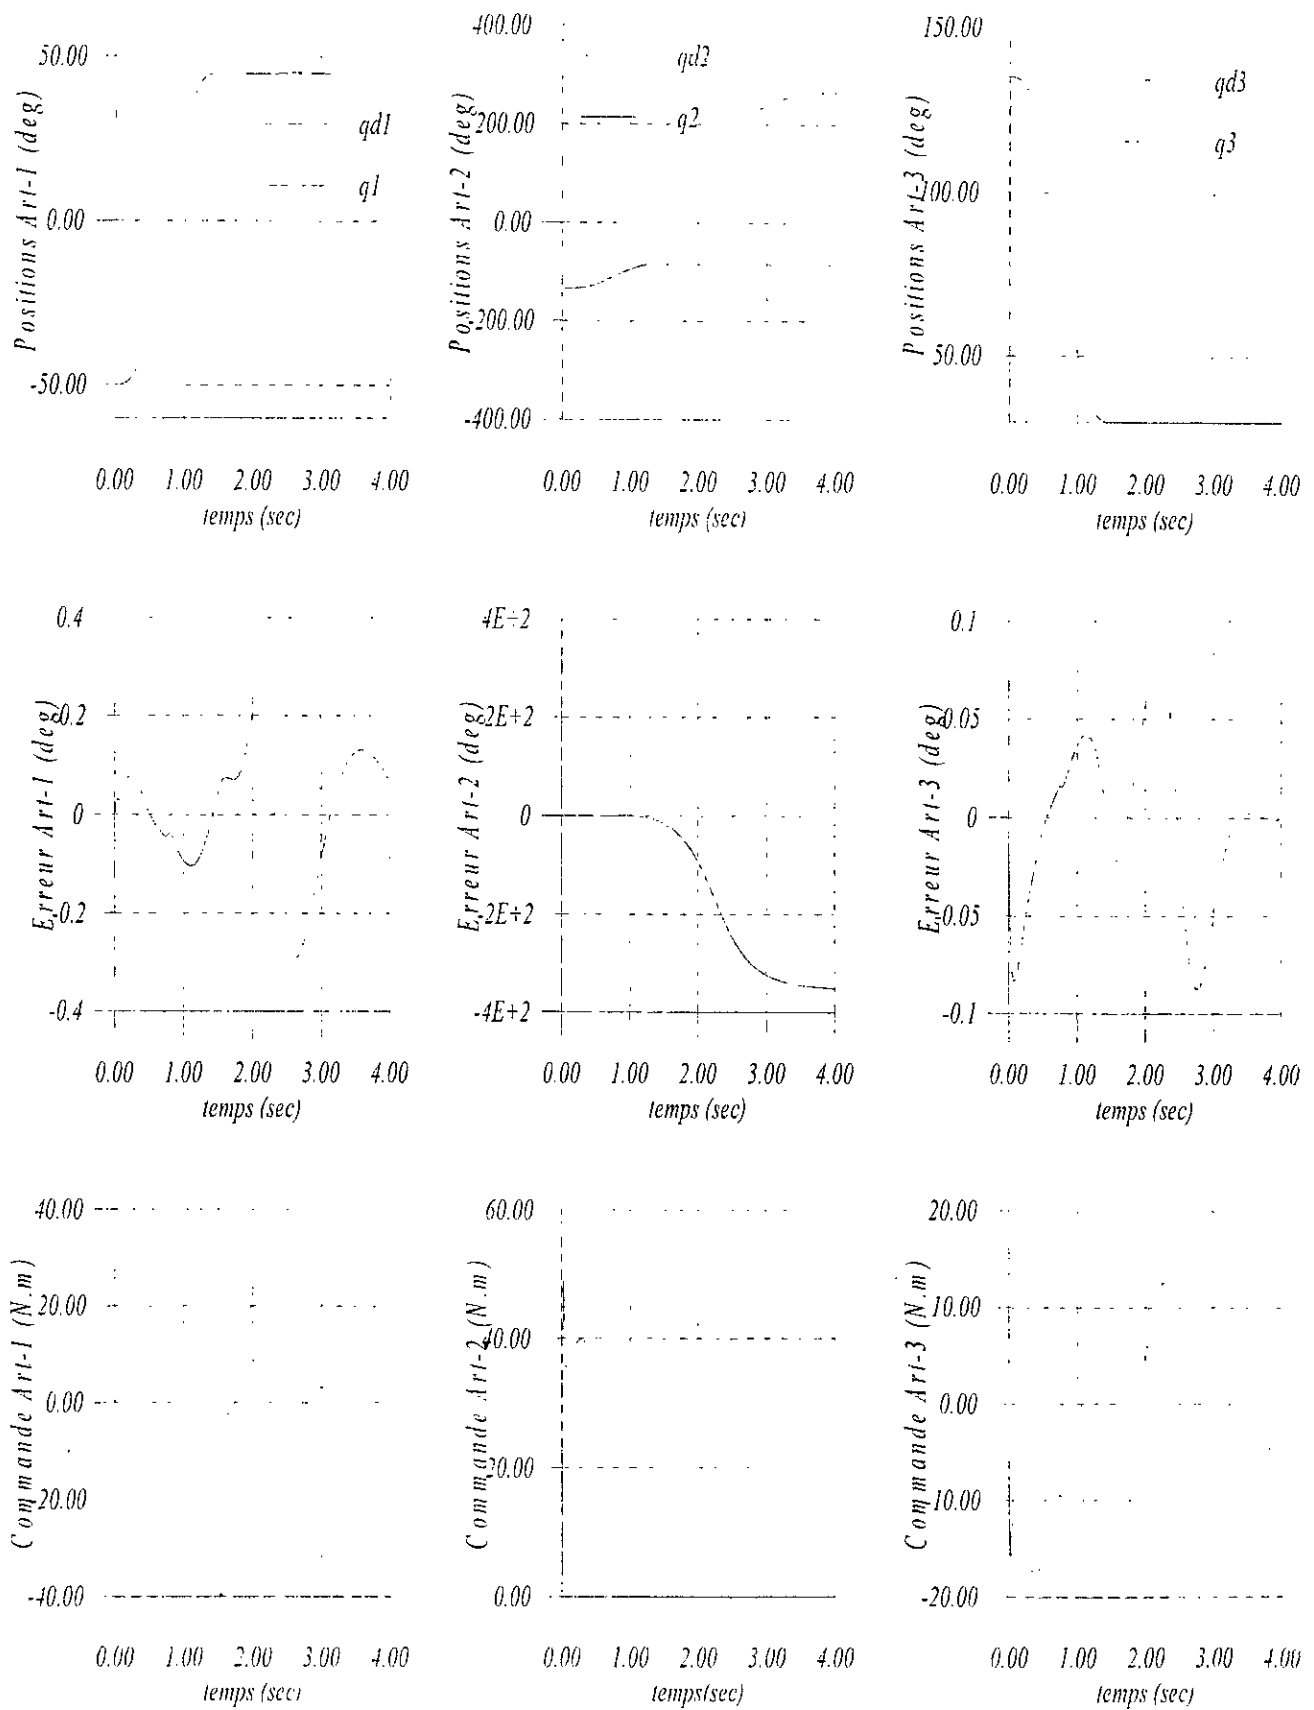 Positions Art-1 (deg)
50.00
0.00
-50.00
qd1
q1
0.00 1.00 2.00 3.00 4.00
temps (sec)
Positions Art-2 (deg)
400.00
200.00
0.00
-200.00
-400.00
qd2
q2
0.00 1.00 2.00 3.00 4.00
temps (sec)
Positions Art-3 (deg)
150.00
100.00
50.00
qd3
q3
0.00 1.00 2.00 3.00 4.00
temps (sec)
Erreur Art-1 (deg)
0.4
0.2
0
-0.2
-0.4
0.00 1.00 2.00 3.00 4.00
temps (sec)
Erreur Art-2 (deg)
4E+2
2E+2
0
-2E+2
-4E+2
0.00 1.00 2.00 3.00 4.00
temps (sec)
Erreur Art-3 (deg)
0.1
0.05
0
-0.05
-0.1
0.00 1.00 2.00 3.00 4.00
temps (sec)
Commande Art-1 (N.m)
40.00
20.00
0.00
-20.00
-40.00
0.00 1.00 2.00 3.00 4.00
temps (sec)
Commande Art-2 (N.m)
60.00
40.00
20.00
0.00
0.00 1.00 2.00 3.00 4.00
temps(sec)
Commande Art-3 (N.m)
20.00
10.00
0.00
-10.00
-20.00
0.00 1.00 2.00 3.00 4.00
temps (sec)